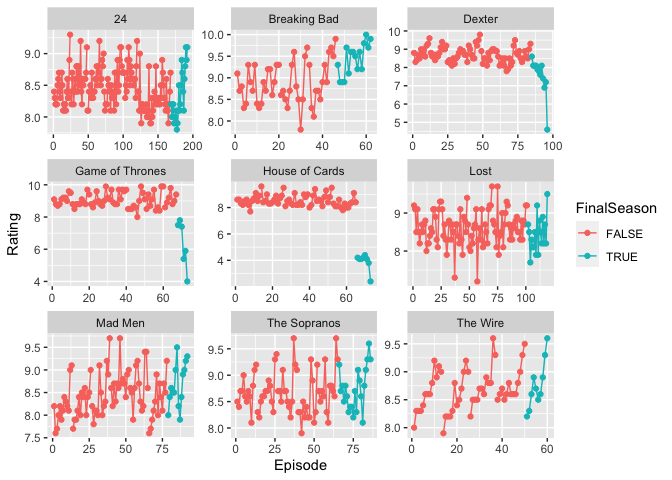 24
9.0
8.5
8.0
0 50 100 150 200
Breaking Bad
10.0
9.5
9.0
8.5
8.0
0 20 40 60
Dexter
10
9
8
7
6
5
0 25 50 75 100
Game of Thrones
10
8
6
4
0 20 40 60
House of Cards
8
6
4
0 20 40 60
Lost
9
8
0 25 50 75 100
Mad Men
9.5
9.0
8.5
8.0
7.5
0 25 50 75
The Sopranos
9.5
9.0
8.5
8.0
0 25 50 75
The Wire
9.5
9.0
8.5
8.0
0 20 40 60
Rating
Episode
FinalSeason
FALSE
TRUE